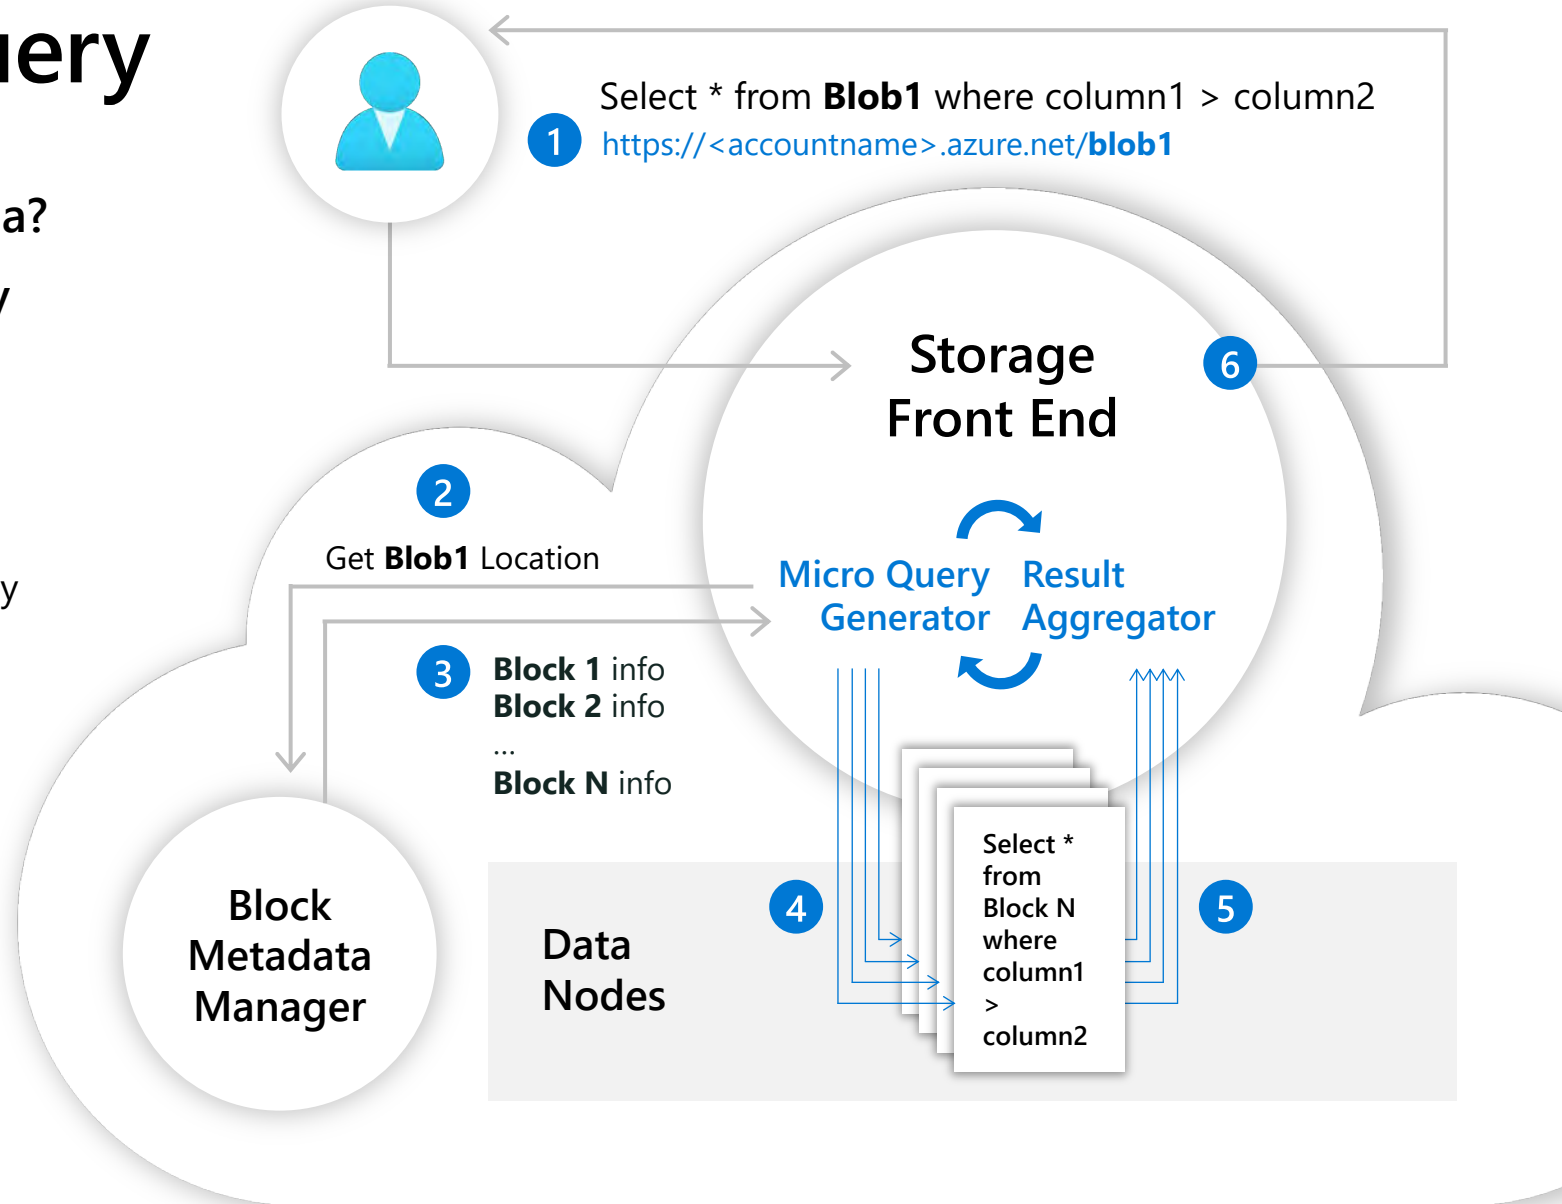 uery
a?
y
y
Select * from Blob1 where column1 > column2
1
https://<accountname>.azure.net/blob1
Storage
Front End
6
2
Get Blob1 Location
Micro Query
Generator
Result
Aggregator
3
Block 1 info
Block 2 info
...
Block N info
Block
Metadata
Manager
Data
Nodes
4
Select *
from
Block N
where
column1
>
column2
5